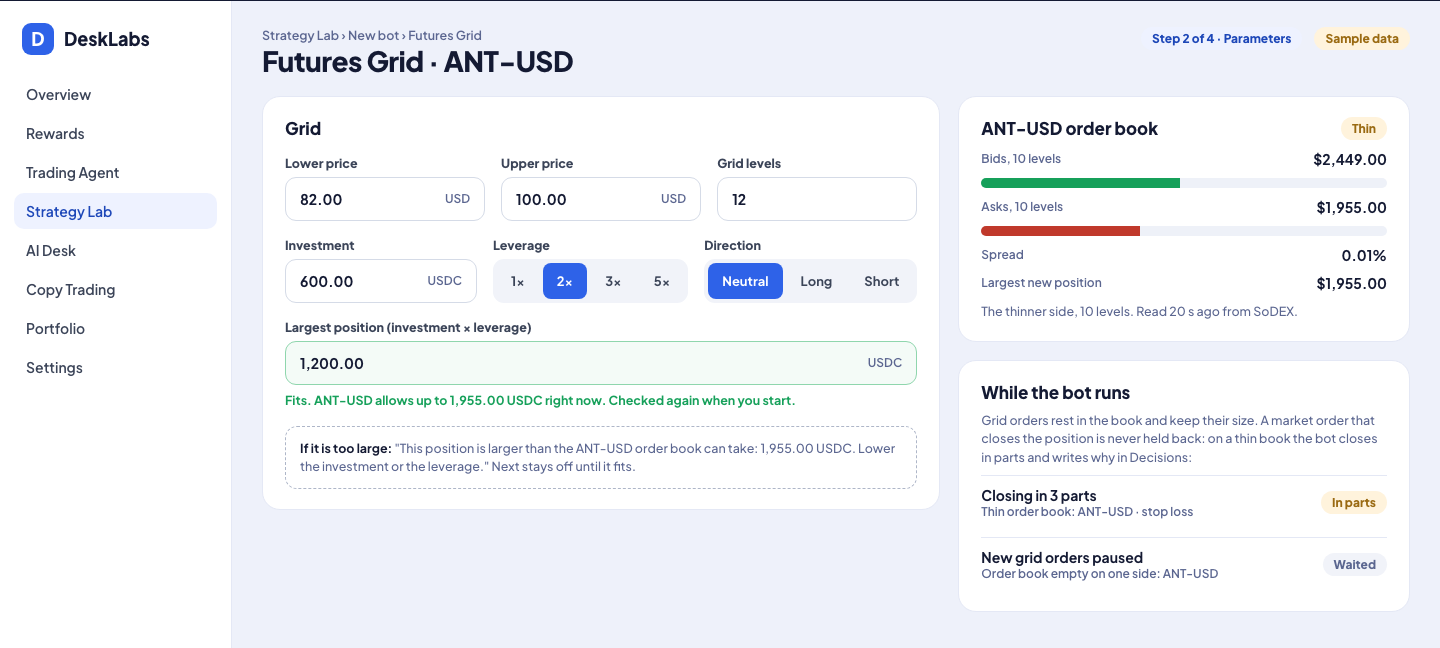 D DeskLabs
Overview
Rewards
Trading Agent
Strategy Lab
AI Desk
Copy Trading
Portfolio
Settings
Strategy Lab › New bot › Futures Grid
Futures Grid · ANT-USD
Step 2 of 4 · Parameters
Sample data
Grid
Lower price
82.00 USD
Upper price
100.00 USD
Grid levels
12
Investment
600.00 USDC
Leverage
1× 2× 3× 5×
Direction
Neutral Long Short
Largest position (investment × leverage)
1,200.00 USDC
Fits. ANT-USD allows up to 1,955.00 USDC right now. Checked again when you start.
If it is too large: "This position is larger than the ANT-USD order book can take: 1,955.00 USDC. Lower
the investment or the leverage." Next stays off until it fits.
ANT-USD order book
Thin
Bids, 10 levels $2,449.00
Asks, 10 levels $1,955.00
Spread 0.01%
Largest new position $1,955.00
The thinner side, 10 levels. Read 20 s ago from SoDEX.
While the bot runs
Grid orders rest in the book and keep their size. A market order that
closes the position is never held back: on a thin book the bot closes
in parts and writes why in Decisions:
Closing in 3 parts
Thin order book: ANT-USD · stop loss
In parts
New grid orders paused
Order book empty on one side: ANT-USD
Waited